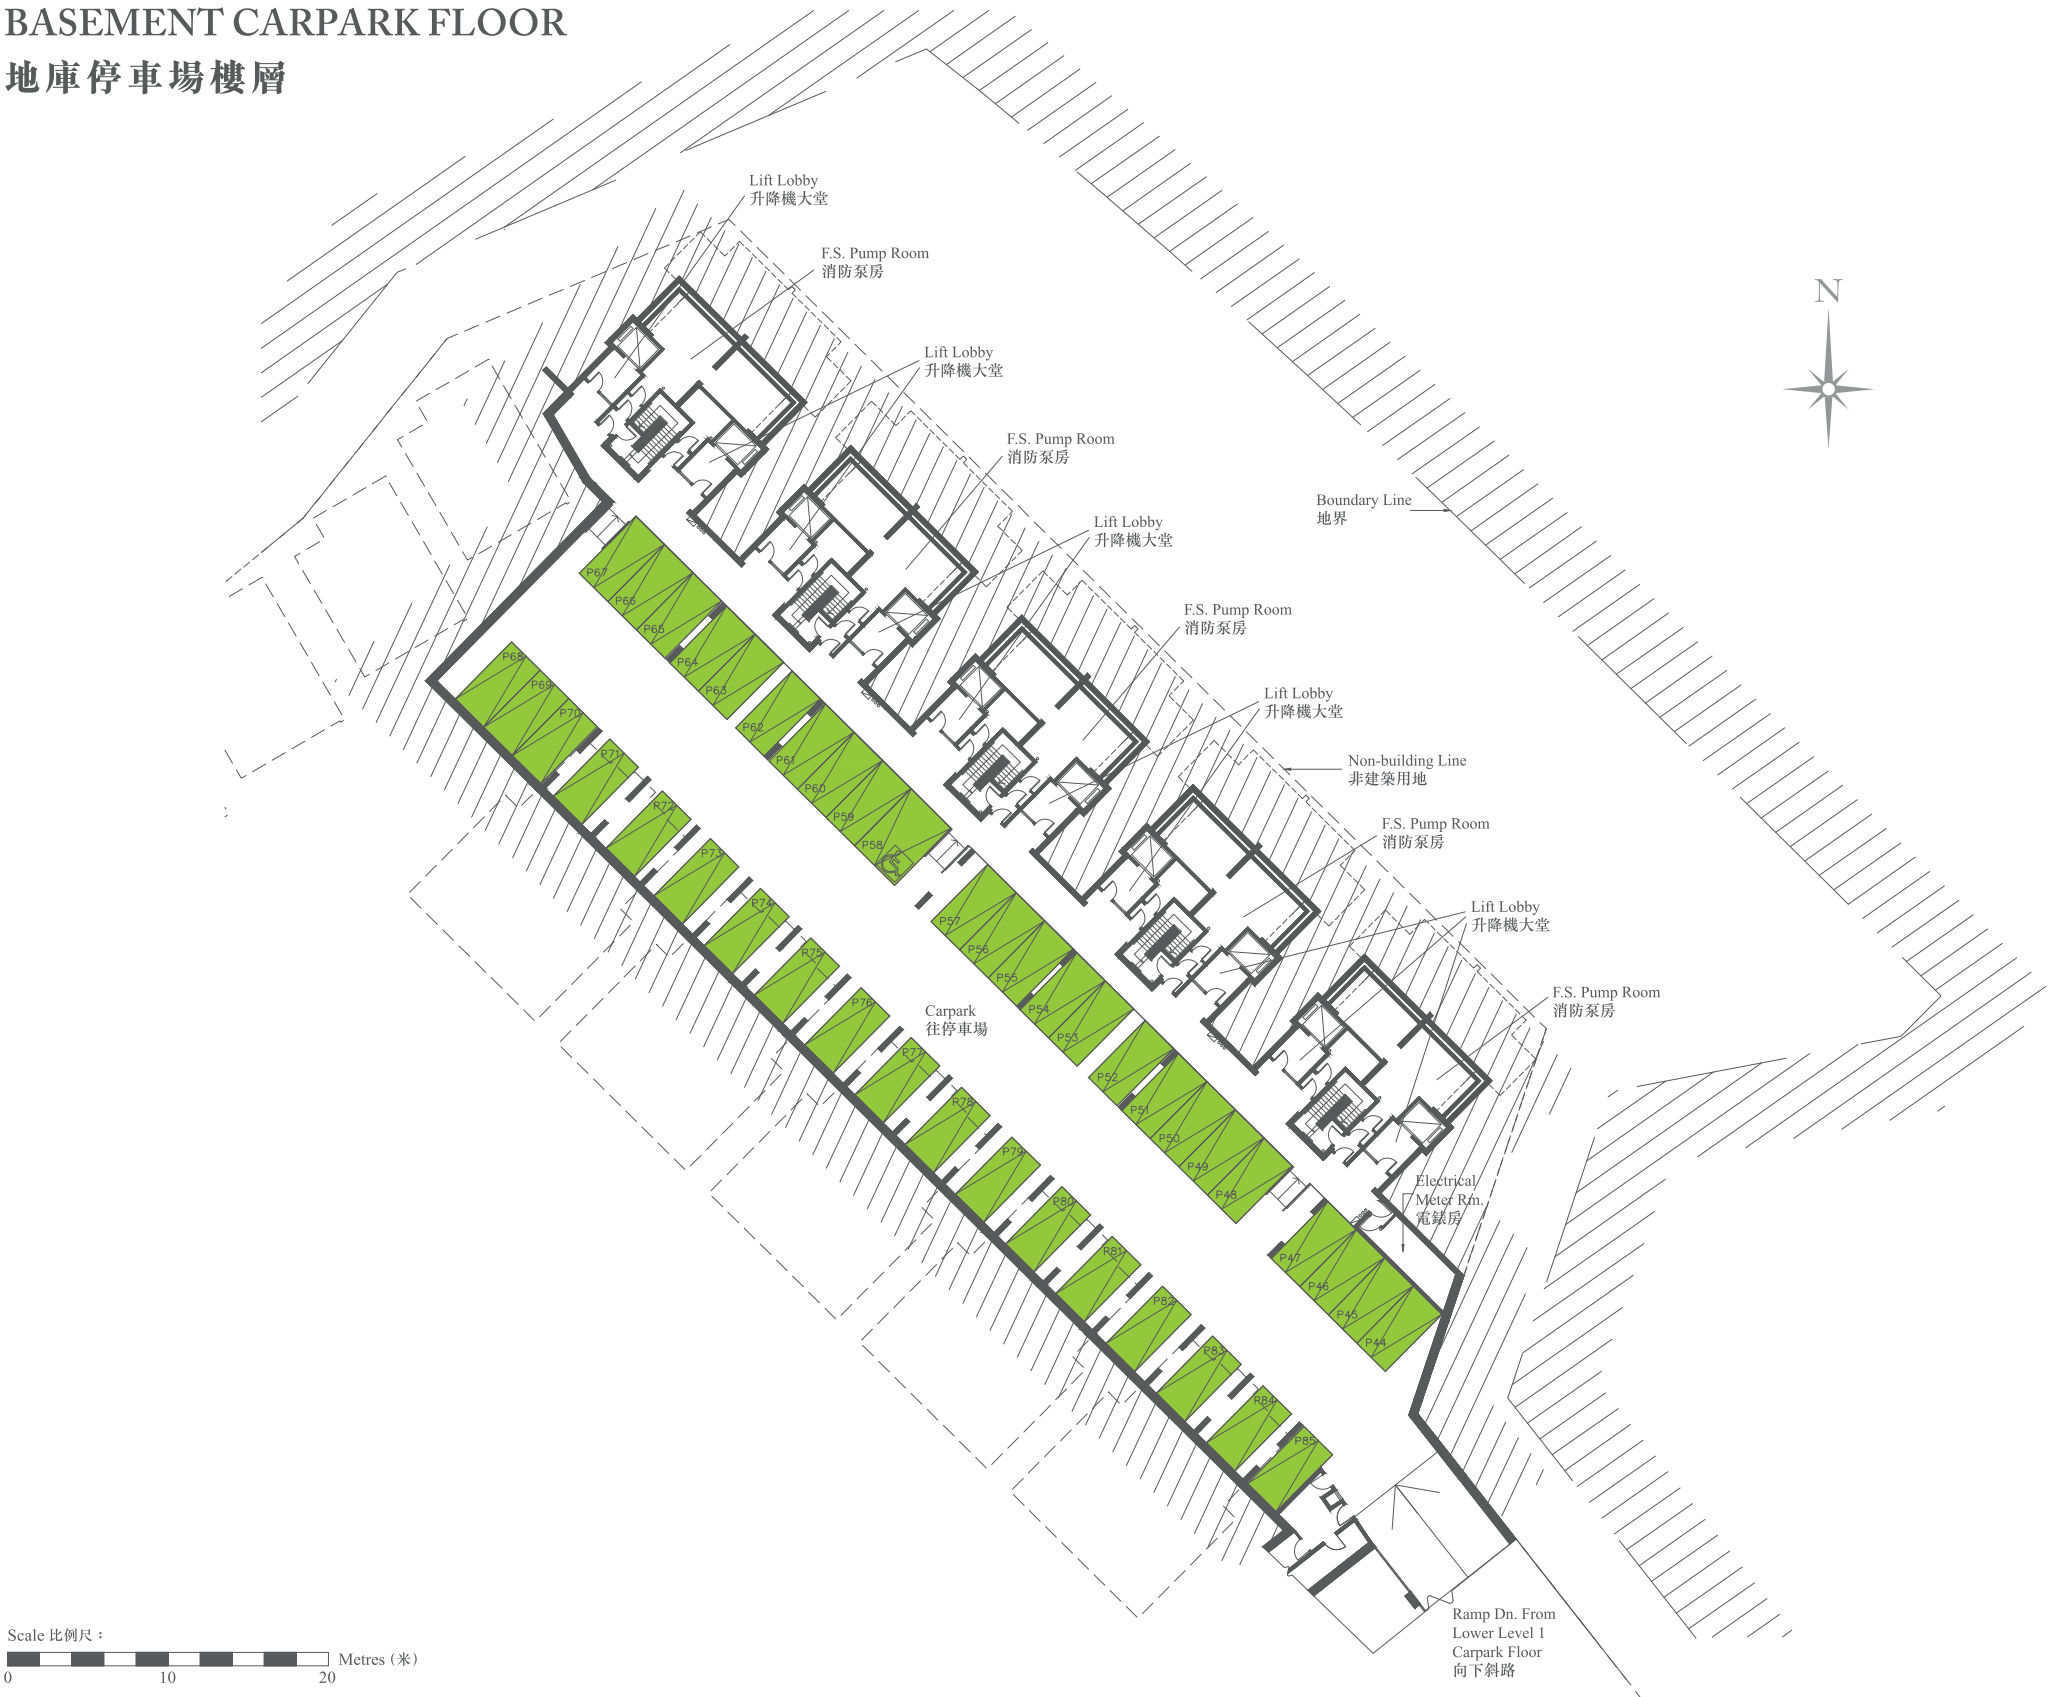 BASEMENT CARPARK FLOOR
地庫停車場樓層
Lift Lobby
升降機大堂
F.S. Pump Room
消防泵房
N
Lift Lobby
升降機大堂
F.S. Pump Room
消防泵房
Boundary Line
地界
Lift Lobby
升降機大堂
F.S. Pump Room
消防泵房
Lift Lobby
升降機大堂
Non-building Line
非建築用地
F.S. Pump Room
消防泵房
Lift Lobby
升降機大堂
F.S. Pump Room
消防泵房
Carpark
往停車場
Electrical
Meter Rm.
電錶房
P67
P66
P65
P64
P63
P62
P61
P60
P59
P58
P57
P56
P55
P54
P53
P52
P51
P50
P49
P48
P47
P46
P45
P44
P68
P69
P70
P71
P72
P73
P74
P75
P76
P77
P78
P79
P80
P81
P82
P83
P84
P85
Ramp Dn. From
Lower Level 1
Carpark Floor
向下斜路
Scale 比例尺：
Metres (米)
0 10 20